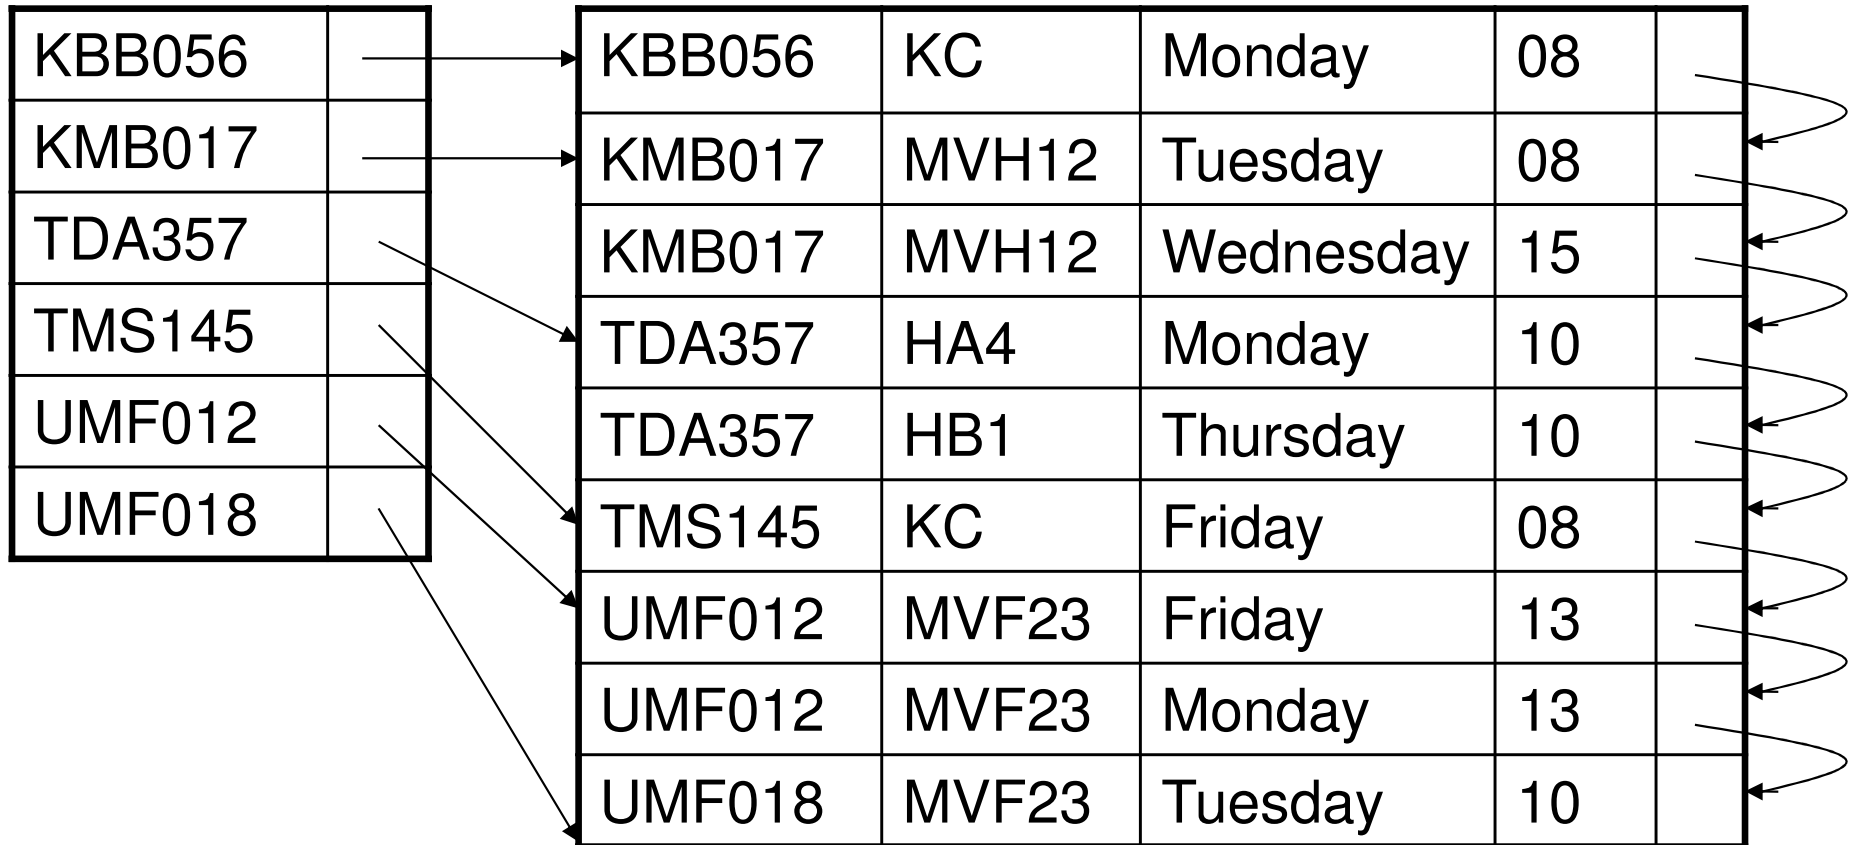 KBB056
KMB017
TDA357
TMS145
UMF012
UMF018
KBB056 KC Monday 08
KMB017 MVH12 Tuesday 08
KMB017 MVH12 Wednesday 15
TDA357 HA4 Monday 10
TDA357 HB1 Thursday 10
TMS145 KC Friday 08
UMF012 MVF23 Friday 13
UMF012 MVF23 Monday 13
UMF018 MVF23 Tuesday 10